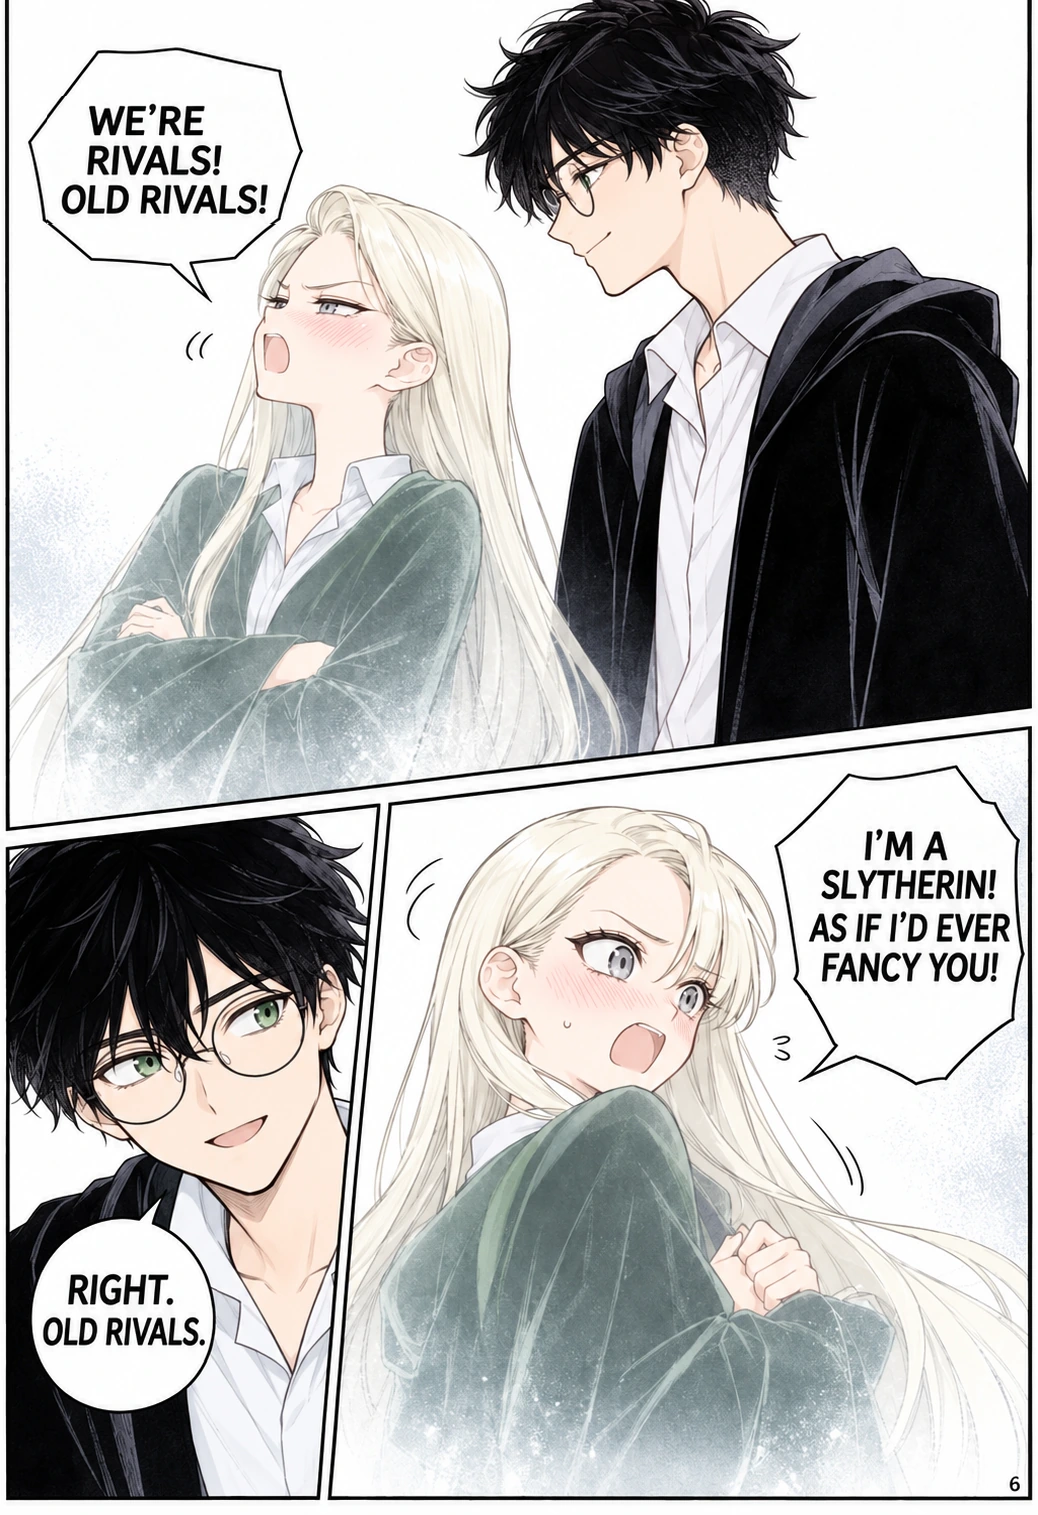 WE'RE
RIVALS!
OLD RIVALS!
RIGHT.
OLD RIVALS.
I'M A
SLYTHERIN!
AS IF I'D EVER
FANCY YOU!
6